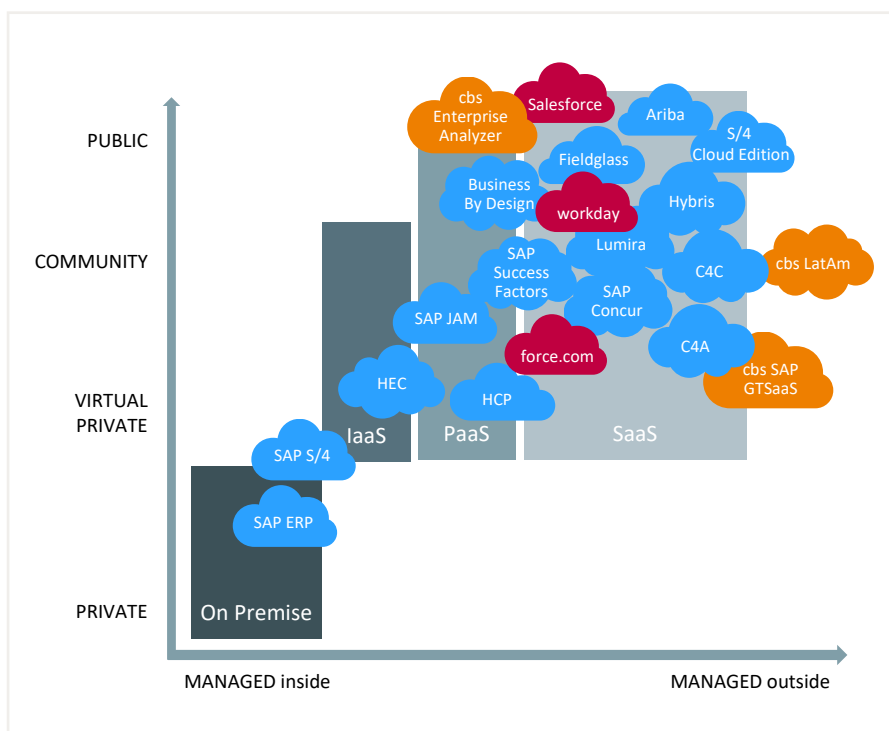 PUBLIC
COMMUNITY
VIRTUAL
PRIVATE
PRIVATE
cbs
Enterprise
Analyzer
Salesforce
Ariba
S/4
Cloud Edition
Fieldglass
Business
By Design
workday
Hybris
Lumira
SAP
Success
Factors
C4C
cbs LatAm
SAP
Concur
SAP JAM
force.com
C4A
cbs SAP
GTSaaS
HEC
HCP
IaaS
PaaS
SaaS
SAP S/4
SAP ERP
On Premise
MANAGED inside
MANAGED outside